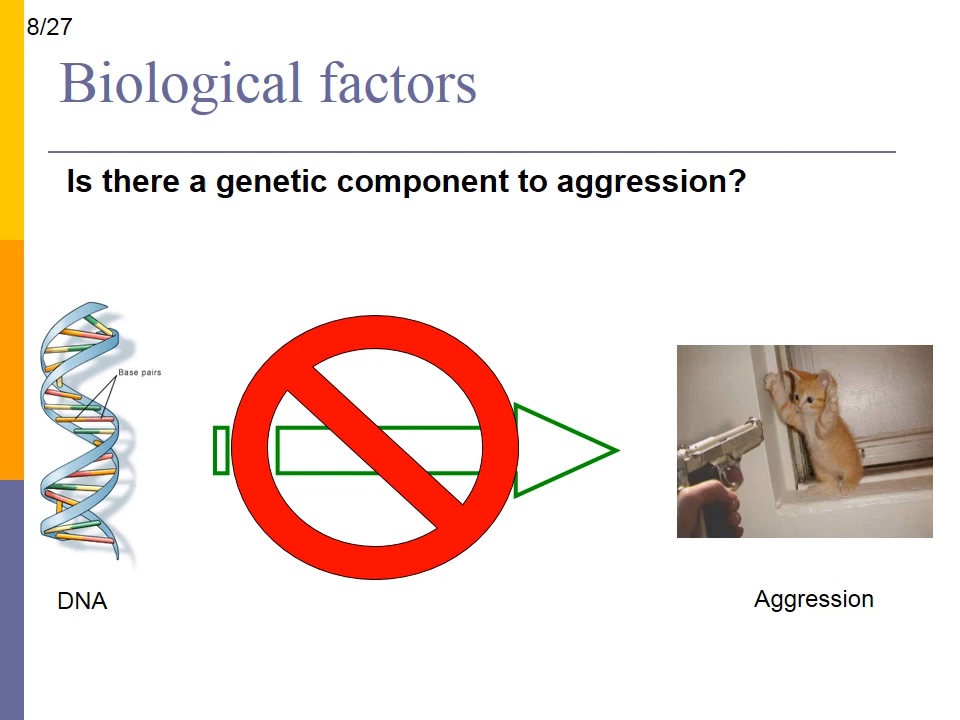 8/27
Biological factors
Is there a genetic component to aggression?
Base pairs
DNA
Aggression